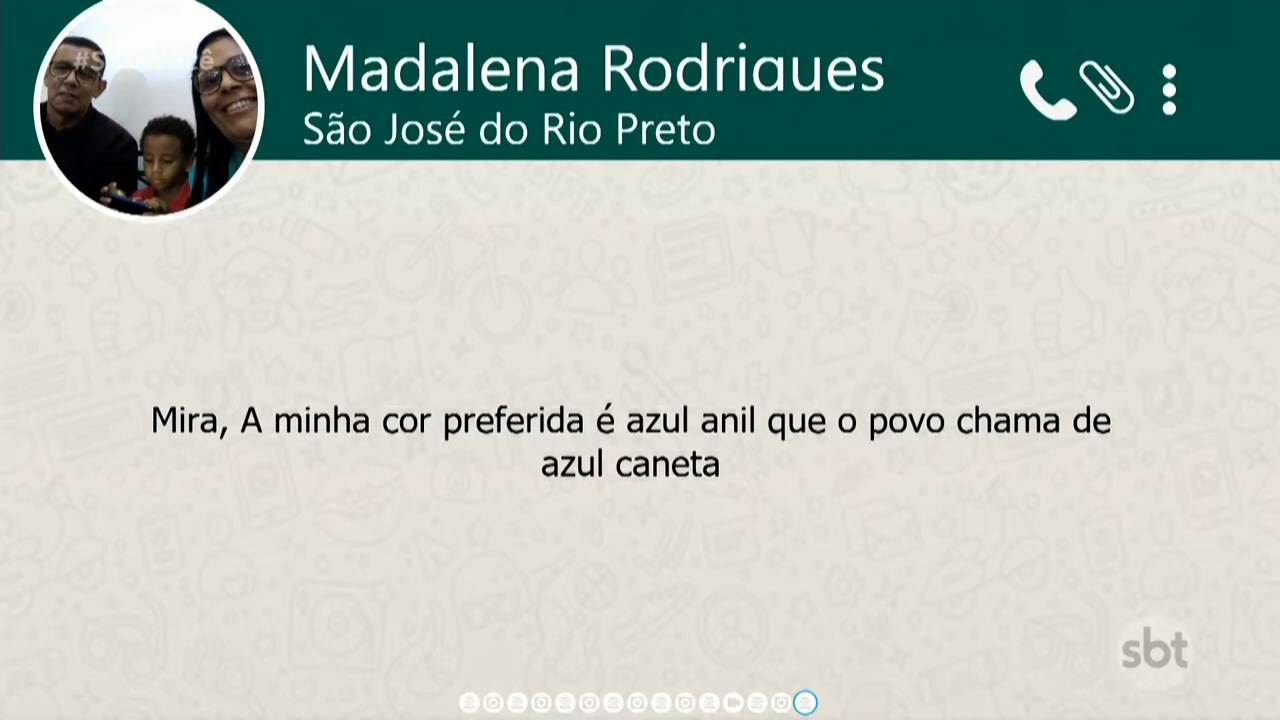 Madalena Rodrigues
São José do Rio Preto
Mira, A minha cor preferida é azul anil que o povo chama de
azul caneta
sbt